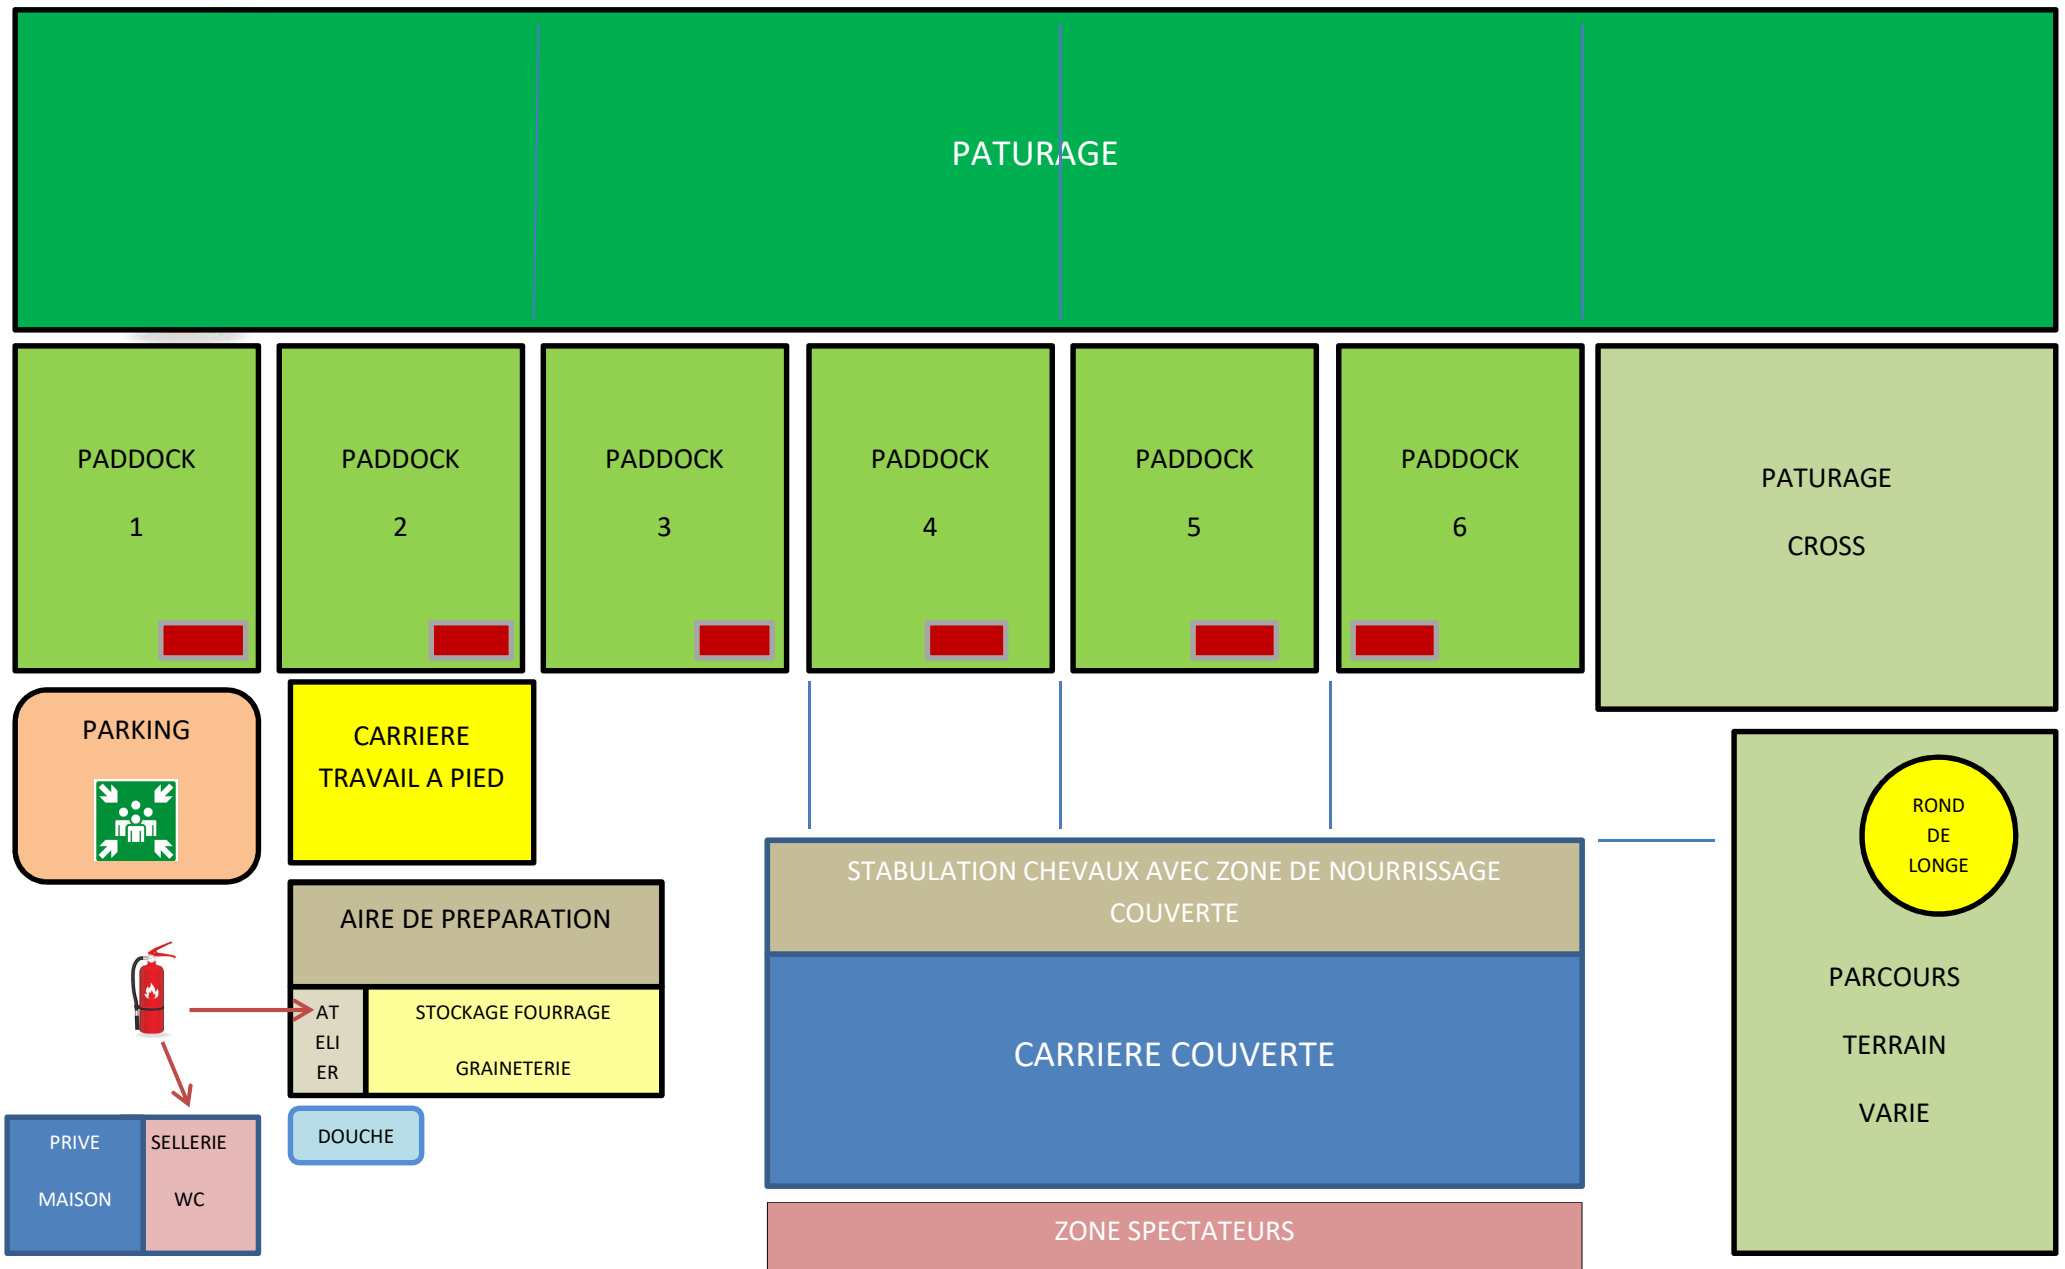 PATURAGE
PADDOCK
1
PADDOCK
2
PADDOCK
3
PADDOCK
4
PADDOCK
5
PADDOCK
6
PATURAGE
CROSS
PARKING
CARRIERE
TRAVAIL A PIED
ROND
DE
LONGE
PARCOURS
TERRAIN
VARIE
STABULATION CHEVAUX AVEC ZONE DE NOURRISSAGE
COUVERTE
CARRIERE COUVERTE
ZONE SPECTATEURS
AIRE DE PREPARATION
AT
ELI
ER
STOCKAGE FOURRAGE
GRAINETERIE
DOUCHE
PRIVE
MAISON
SELLERIE
WC